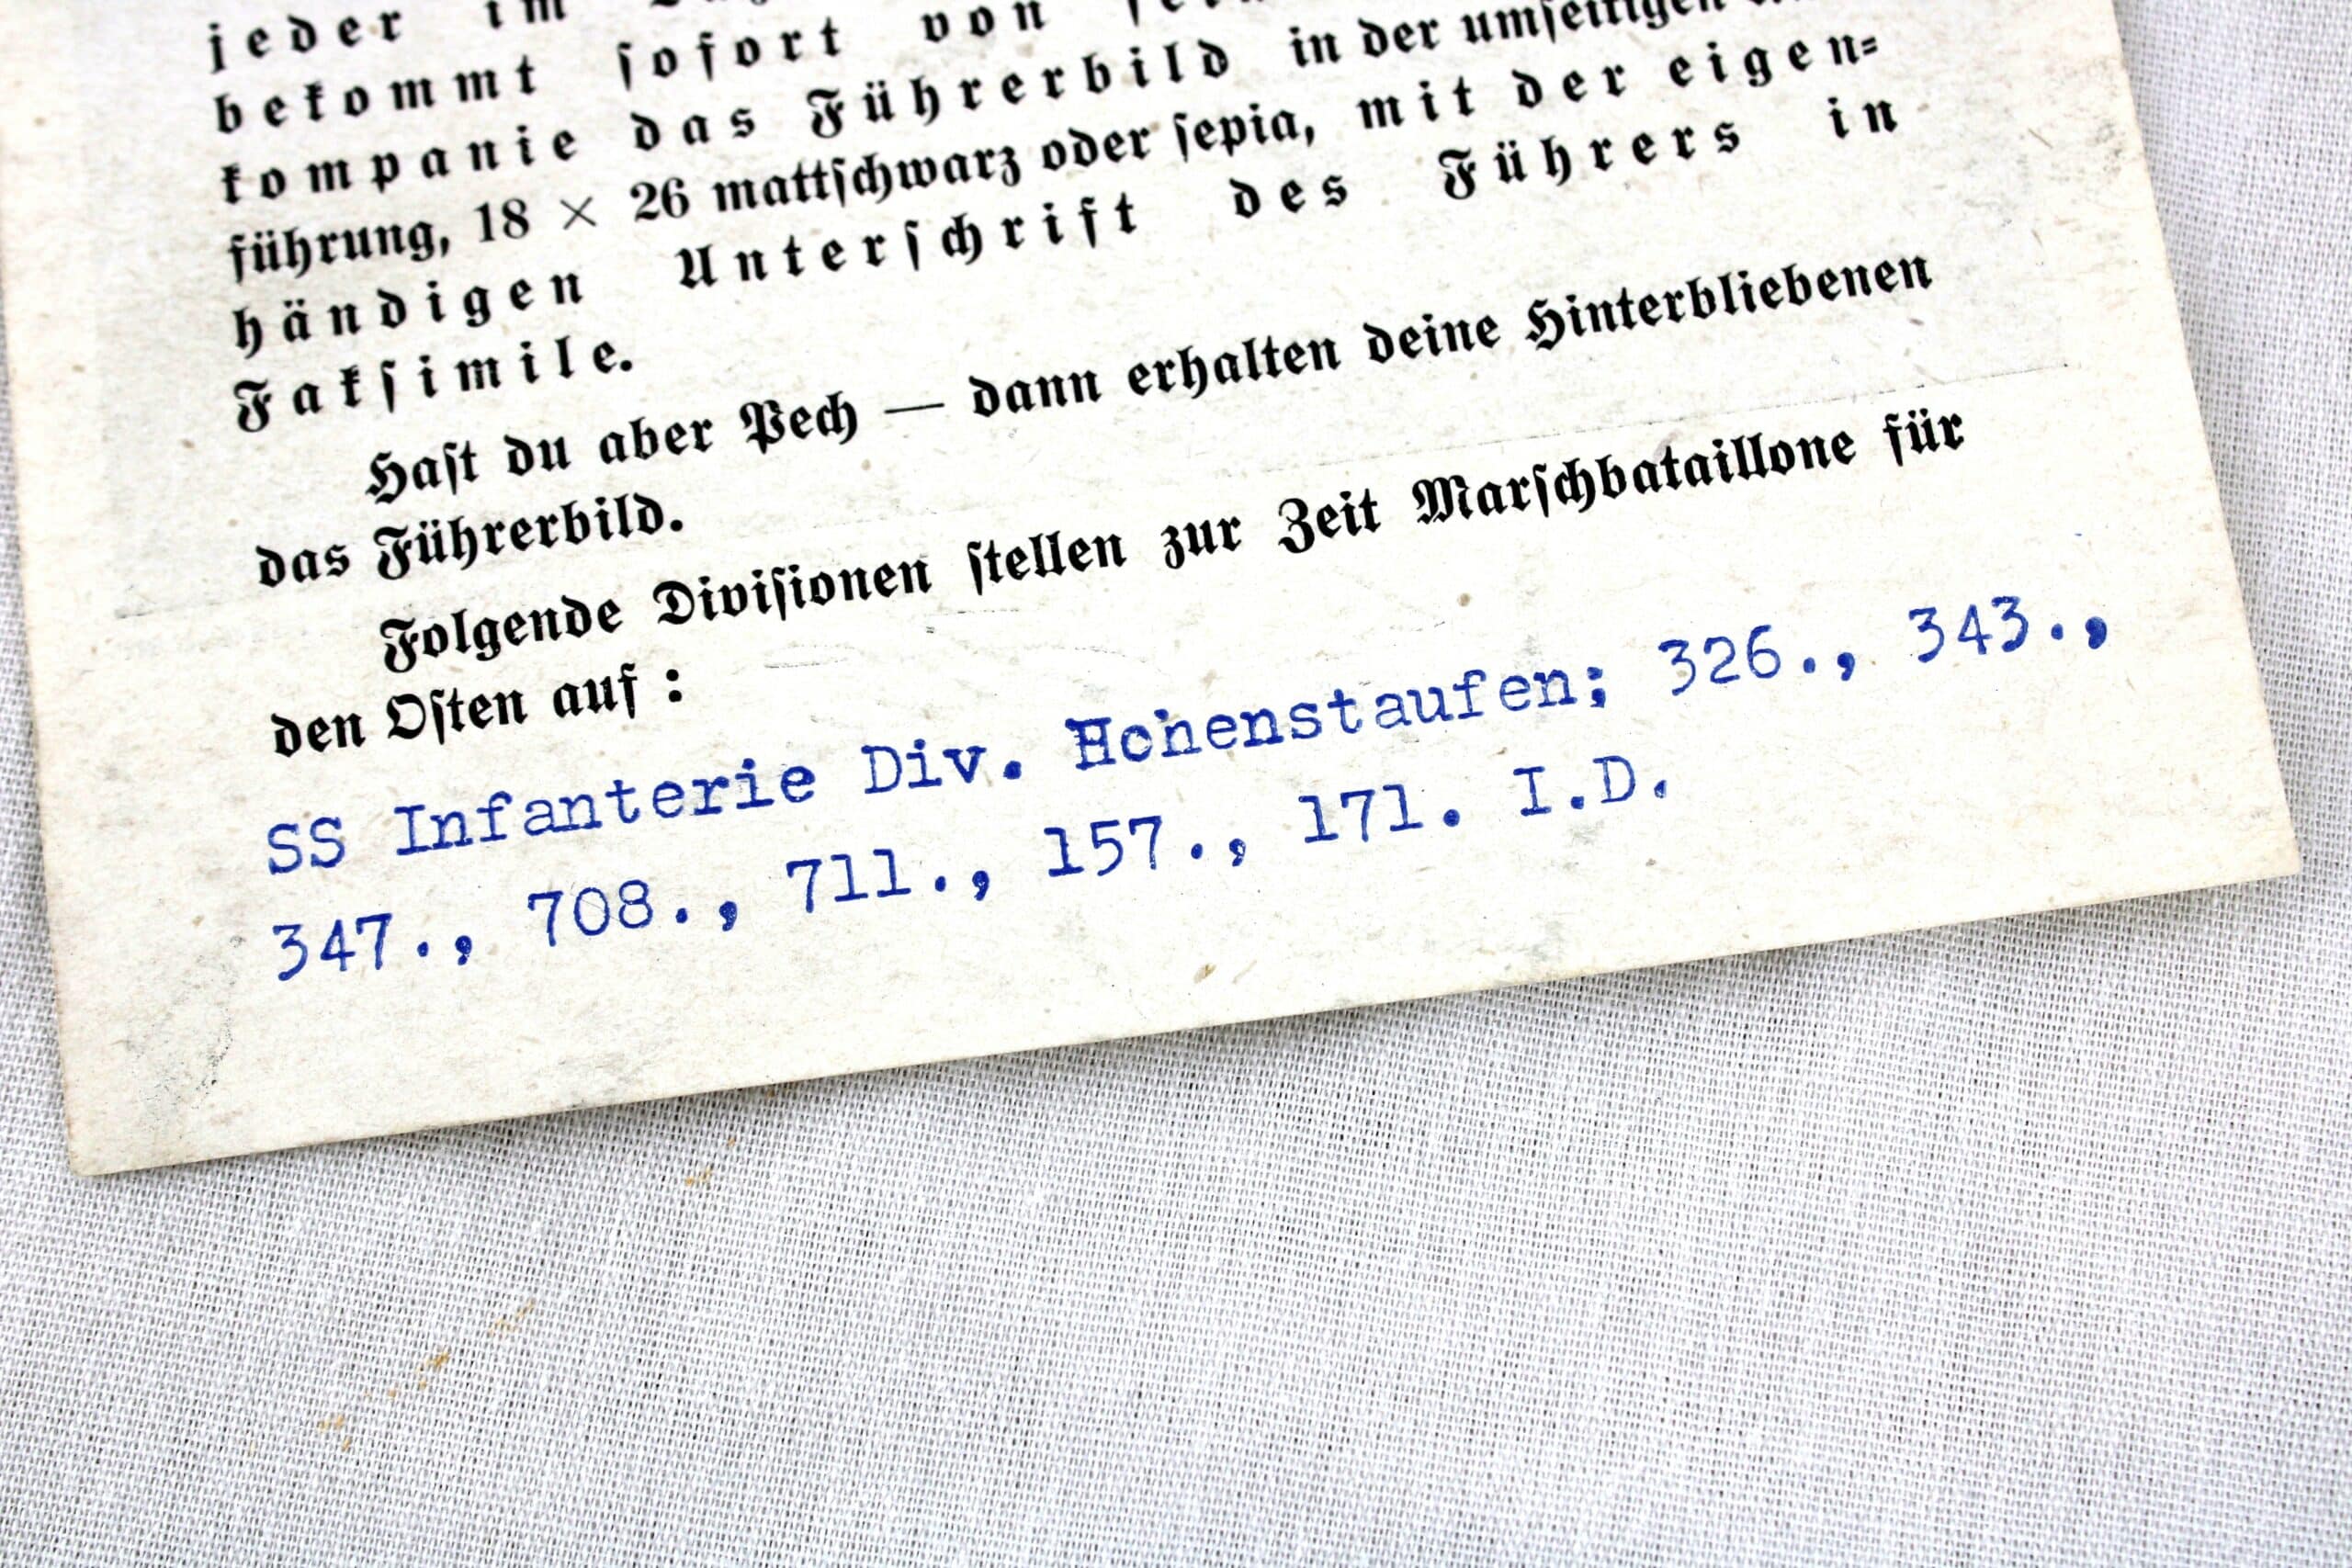 jeder im
bekommt sofort von
kompanie das Führerbild in der umseitigen
führung, 18 × 26 mattschwarz oder sepia, mit der eigen-
händigen Unterschrift des Führers in
Faksimile.
Hast du aber Pech — dann erhalten deine Hinterbliebenen
das Führerbild.
Folgende Divisionen stellen zur Zeit Marschbataillone für
den Osten auf :
SS Infanterie Div. Hohenstaufen; 326., 343.,
347., 708., 711., 157., 171. I.D.